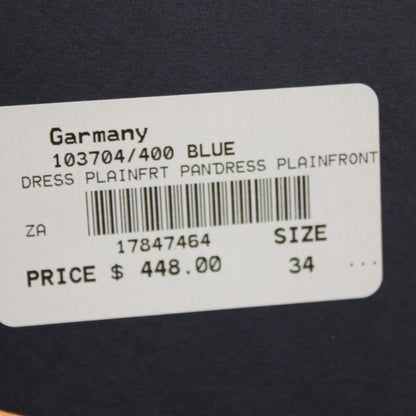 Garmany
103704/400 BLUE
DRESS PLAINFRT PANDRESS PLAINFRONT
ZA
17847464 SIZE
PRICE $ 448.00 34 ...